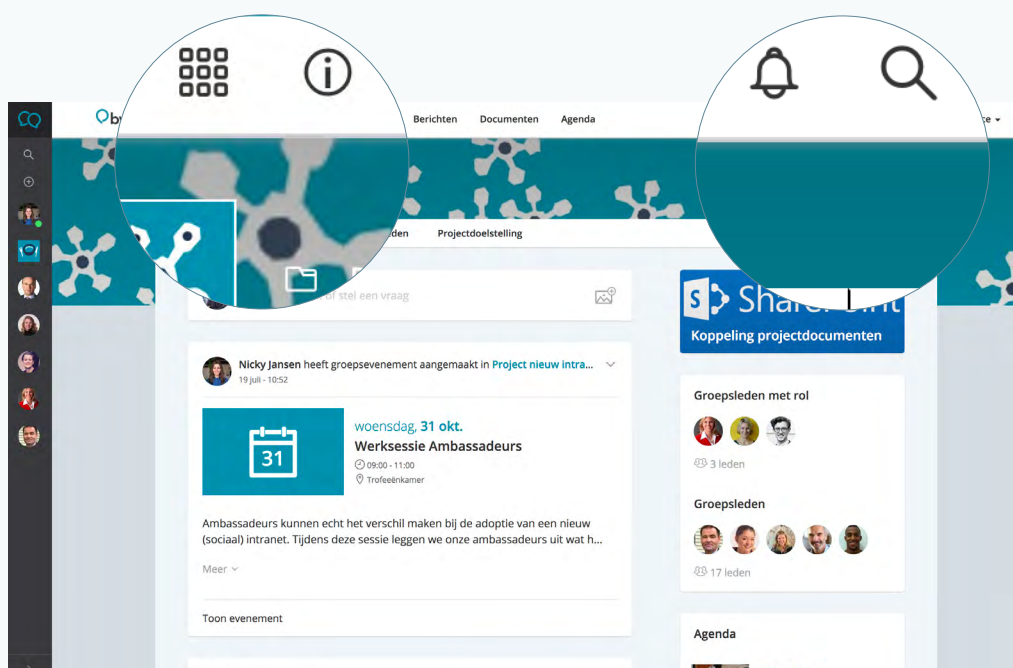 Berichten Documenten Agenda
Projectdoelstelling
of stel een vraag
S SharePoint
Koppeling projectdocumenten
Nicky Jansen heeft groepsevenement aangemaakt in Project nieuw intra...
19 juli - 10:52
31
woensdag, 31 okt.
Werksessie Ambassadeurs
09:00 - 11:00
Trofeeënkamer
Ambassadeurs kunnen echt het verschil maken bij de adoptie van een nieuw
(sociaal) intranet. Tijdens deze sessie leggen we onze ambassadeurs uit wat h...
Meer
Toon evenement
Groepsleden met rol
3 leden
Groepsleden
17 leden
Agenda